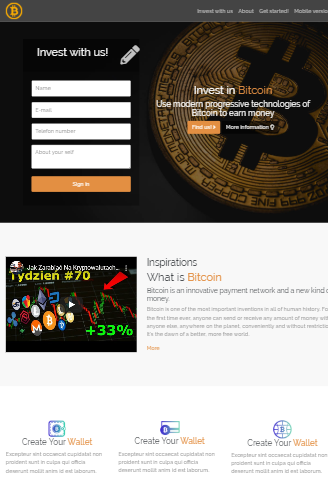 Invest with us About Get started! Mobile version
Invest with us!
Name
E-mail
Telefon number
About your self
Sign In
Invest in Bitcoin
Use modern progressive technologies of
Bitcoin to earn money
Find us!
More information
Jak Zarabiać Na Kryptowalutach...
Tydzień #70
+33%
Inspirations
What is Bitcoin
Bitcoin is an innovative payment network and a new kind o
money.
Bitcoin is one of the most important inventions in all of human history. For
the first time ever, anyone can send or receive any amount of money with
anyone else, anywhere on the planet, conveniently and without restriction
It's the dawn of a better, more free world.
More
Create Your Wallet
Excepteur sint occaecat cupidatat non
proident sunt in culpa qui officia
deserunt mollit anim id est laborum.
Create Your Wallet
Excepteur sint occaecat cupidatat non
proident sunt in culpa qui officia
deserunt mollit anim id est laborum.
Create Your Wallet
Excepteur sint occaecat cupidatat
proident sunt in culpa qui officia
deserunt mollit anim id est laborum.